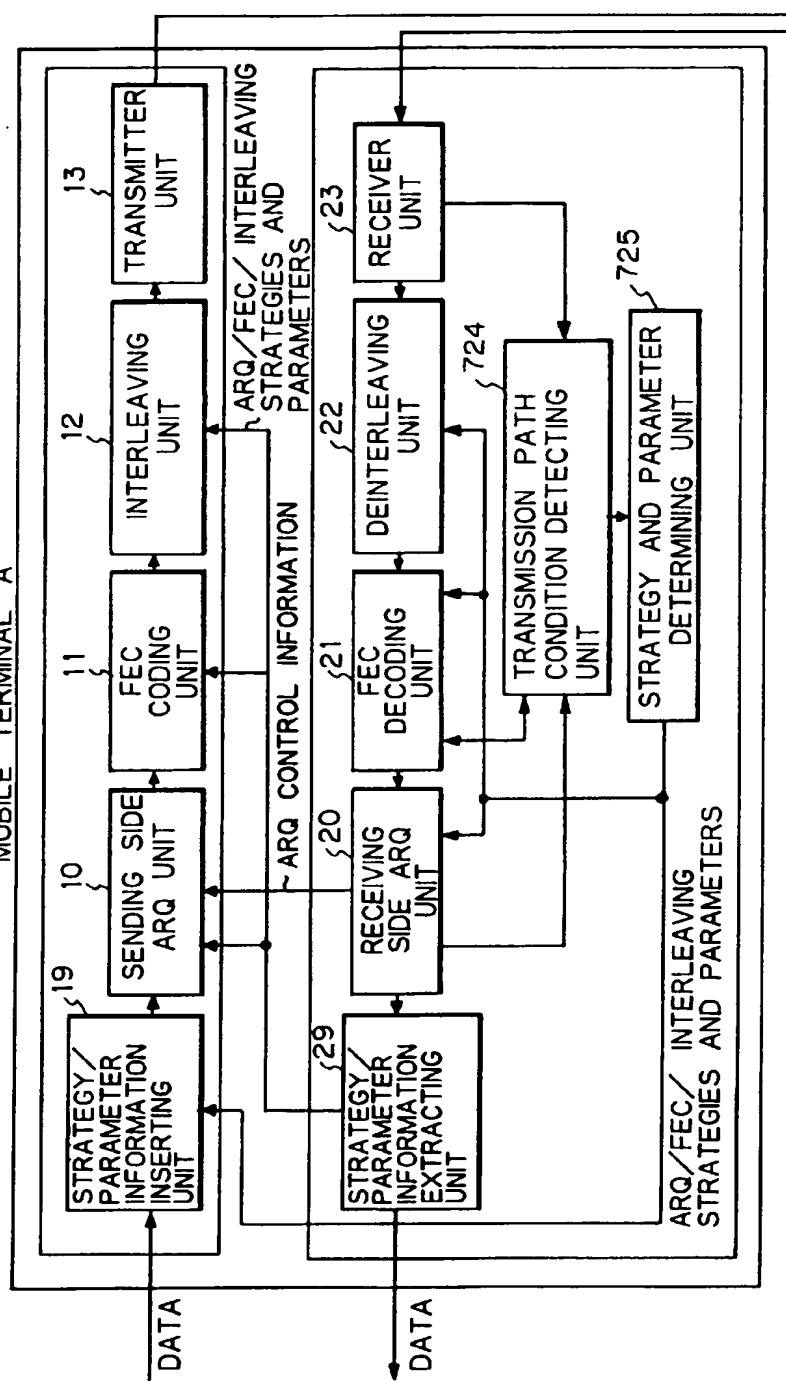 MOBILE TERMINAL A
DATA
19
STRATEGY/
PARAMETER
INFORMATION
INSERTING
UNIT
10
SENDING SIDE
ARQ UNIT
11
FEC
CODING
UNIT
12
INTERLEAVING
UNIT
13
TRANSMITTER
UNIT
ARQ/FEC/ INTERLEAVING
STRATEGIES AND
PARAMETERS
ARQ CONTROL INFORMATION
DATA
29
STRATEGY/
PARAMETER
INFORMATION
EXTRACTING
UNIT
20
RECEIVING
SIDE ARQ
UNIT
21
FEC
DECODING
UNIT
22
DEINTERLEAVING
UNIT
23
RECEIVER
UNIT
724
TRANSMISSION PATH
CONDITION DETECTING
UNIT
725
STRATEGY AND PARAMETER
DETERMINING UNIT
ARQ/FEC/ INTERLEAVING
STRATEGIES AND PARAMETERS